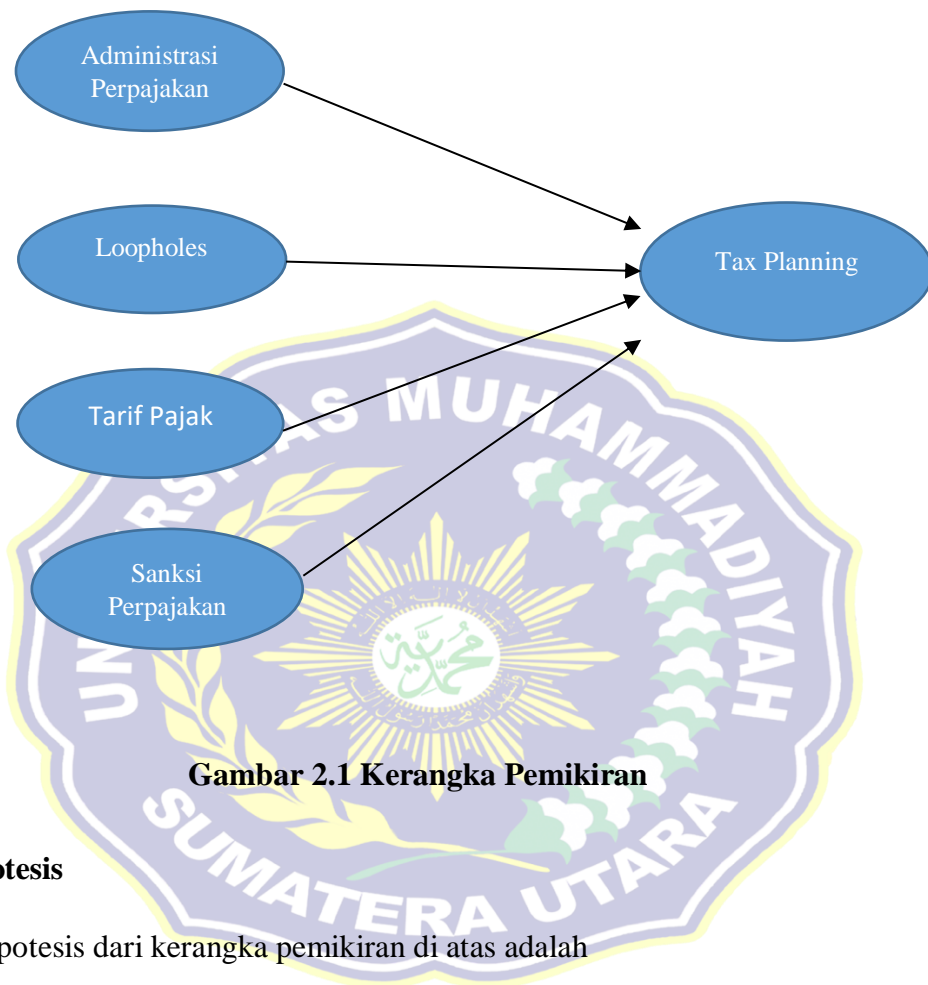 Administrasi
Perpajakan
Loopholes
Tax Planning
Tarif Pajak
Sanksi
Perpajakan
UNIVERSITAS MUHAMMADIYAH
SUMATERA UTARA
Gambar 2.1 Kerangka Pemikiran
otesis
potesis dari kerangka pemikiran di atas adalah